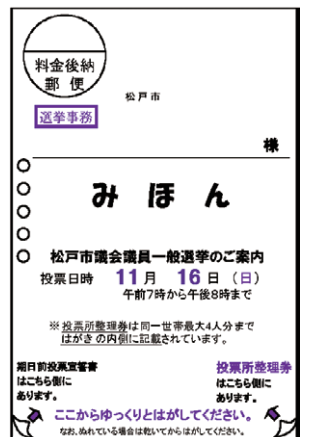 料金後納
郵便
松戸市
選挙事務
様
みほん
松戸市議会議員一般選挙のご案内
投票日時 11月 16日（日）
午前7時から午後8時まで
※投票所整理券は同一世帯最大4人分まで
はがきの内側に記載されています。
期日前投票宣誓書
はこちら側に
あります。
投票所整理券
はこちら側に
あります。
ここからゆっくりとはがしてください。
なお、ぬれている場合は乾いてからはがしてください。